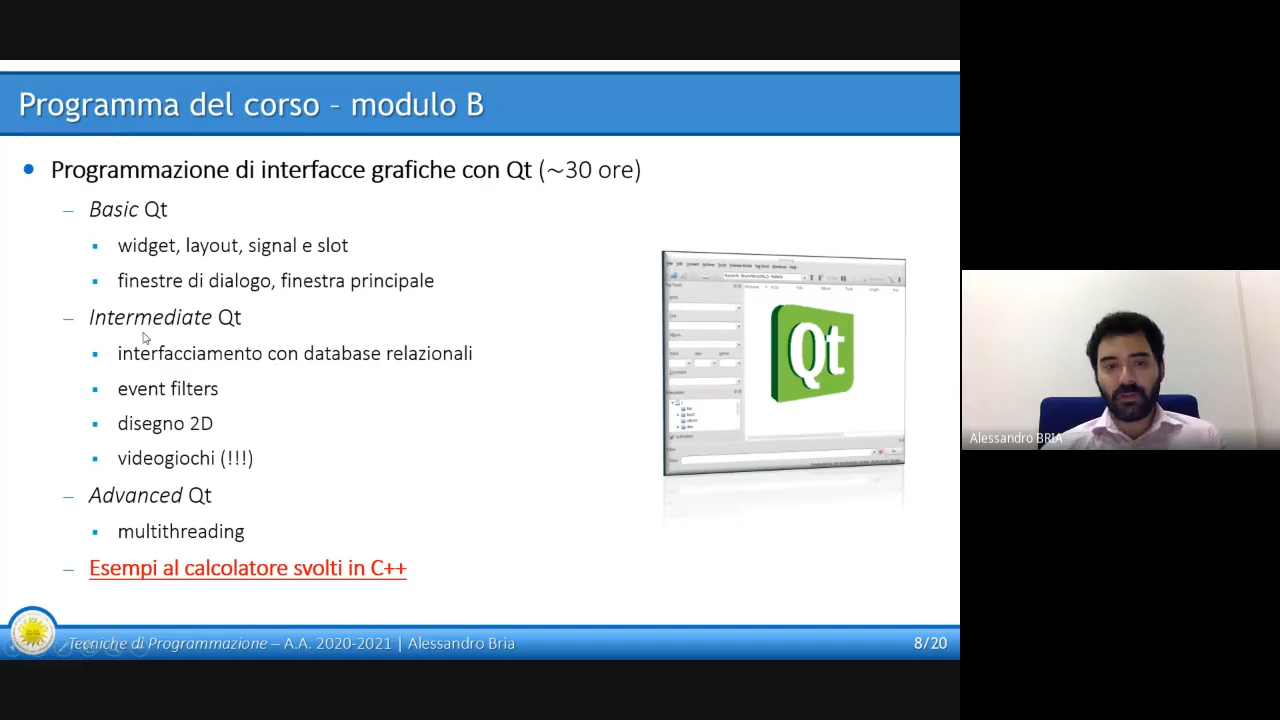 Programma del corso – modulo B
Programmazione di interfacce grafiche con Qt (~30 ore)
– Basic Qt
widget, layout, signal e slot
finestre di dialogo, finestra principale
– Intermediate Qt
interfacciamento con database relazionali
event filters
disegno 2D
videogiochi (!!!)
– Advanced Qt
multithreading
– Esempi al calcolatore svolti in C++
Qt
Alessandro BRIA
Tecniche di Programmazione – A.A. 2020-2021 | Alessandro Bria
8/20